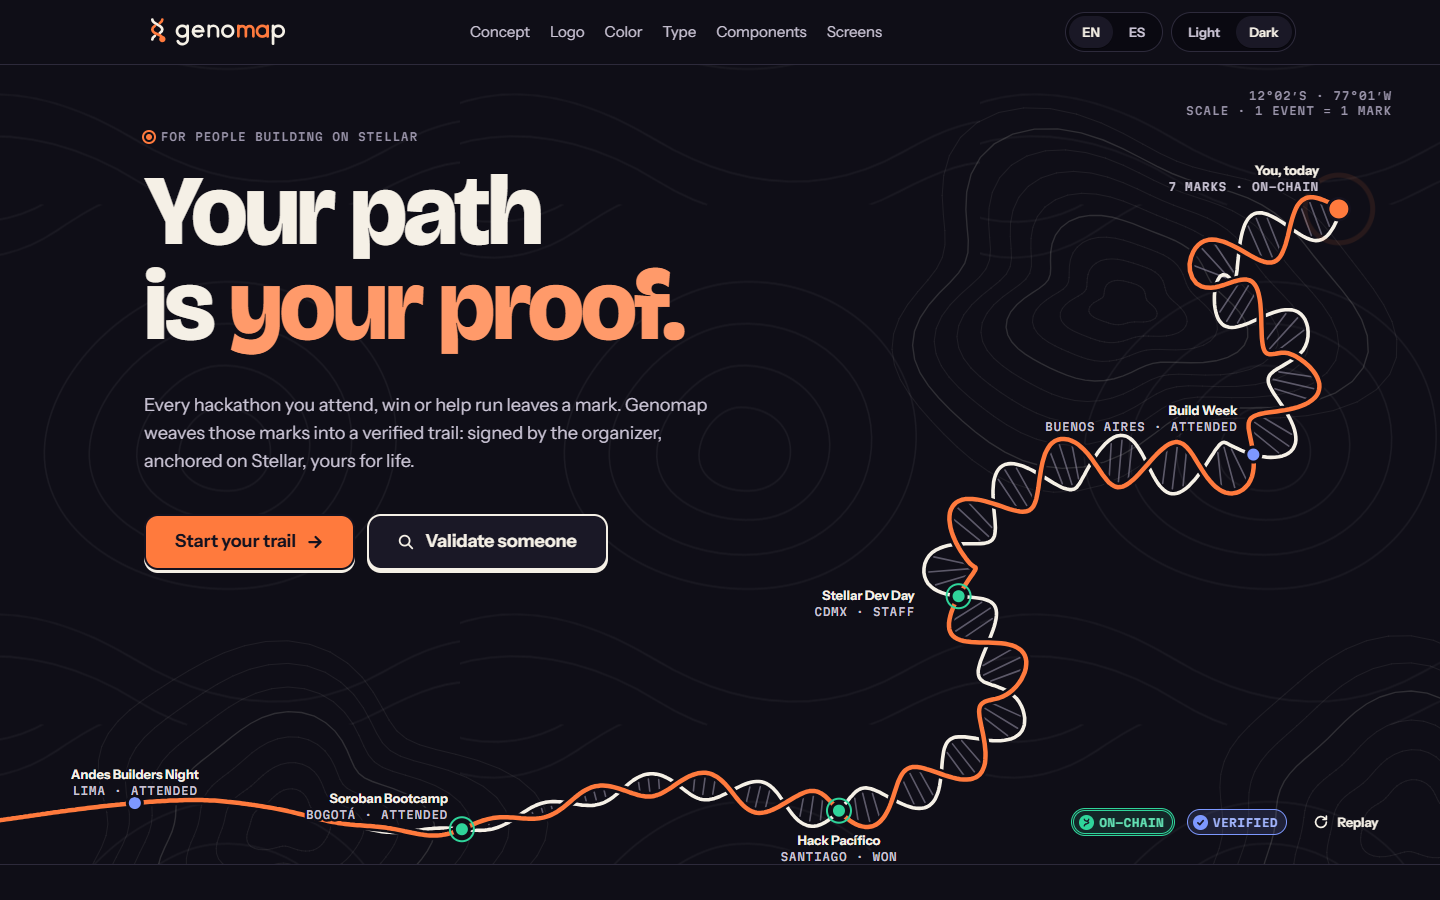 genomap
Concept Logo Color Type Components Screens
EN ES
Light Dark
12°02'S · 77°01'W
SCALE · 1 EVENT = 1 MARK
FOR PEOPLE BUILDING ON STELLAR
Your path
is your proof.
Every hackathon you attend, win or help run leaves a mark. Genomap
weaves those marks into a verified trail: signed by the organizer,
anchored on Stellar, yours for life.
Start your trail →
Validate someone
You, today
7 MARKS · ON-CHAIN
Build Week
BUENOS AIRES · ATTENDED
Stellar Dev Day
CDMX · STAFF
Andes Builders Night
LIMA · ATTENDED
Soroban Bootcamp
BOGOTÁ · ATTENDED
Hack Pacífico
SANTIAGO · WON
ON-CHAIN
VERIFIED
Replay